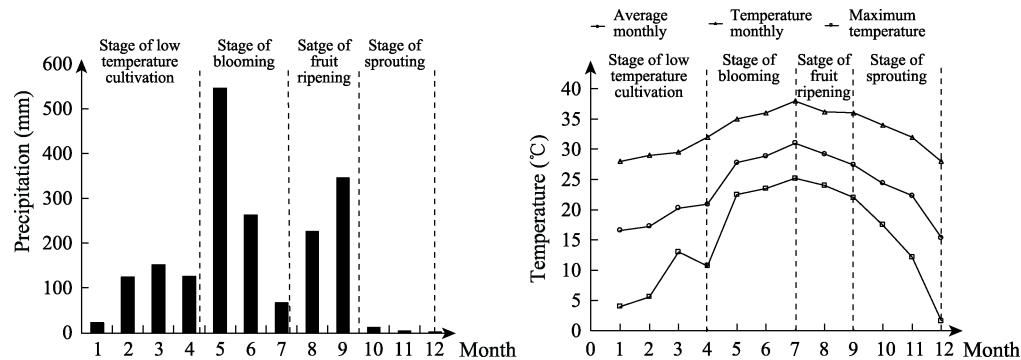 Stage of low
temperature
cultivation
Stage of
blooming
Satge of
fruit
ripening
Stage of
sprouting
Precipitation (mm)
600
500
400
300
200
100
0
1 2 3 4 5 6 7 8 9 10 11 12 Month
Average
monthly
Temperature
monthly
Maximum
temperature
Stage of low
temperature
cultivation
Stage of
blooming
Satge of
fruit
ripening
Stage of
sprouting
Temperature (℃)
40
35
30
25
20
15
10
5
0
0 1 2 3 4 5 6 7 8 9 10 11 12 Month